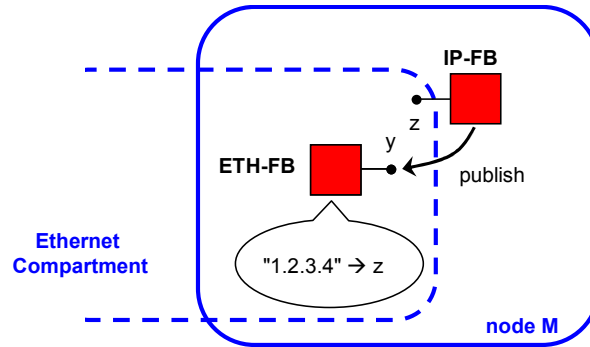 IP-FB
z
y
ETH-FB
publish
Ethernet
Compartment
"1.2.3.4" → z
node M